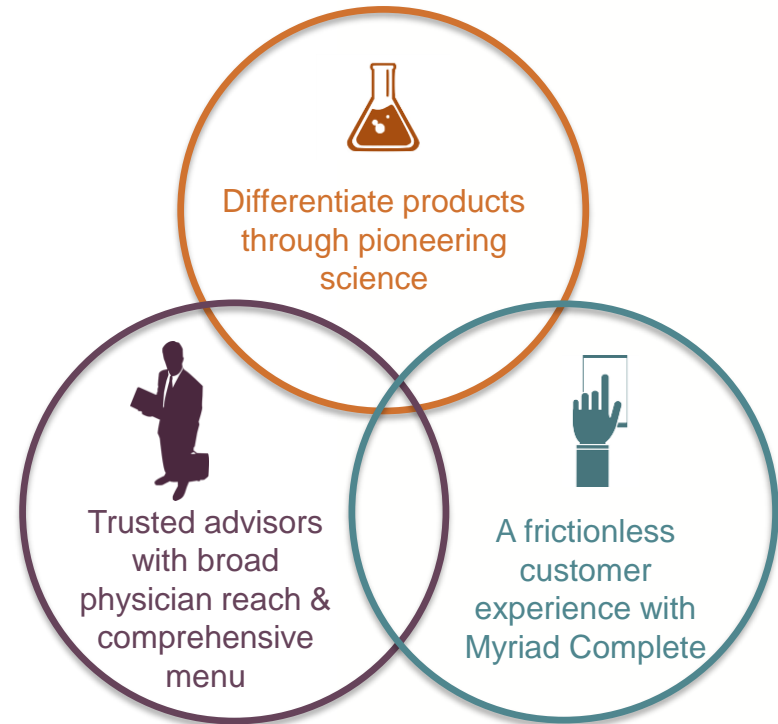 Differentiate products
through pioneering
science
Trusted advisors
with broad
physician reach &
comprehensive
menu
A frictionless
customer
experience with
Myriad Complete